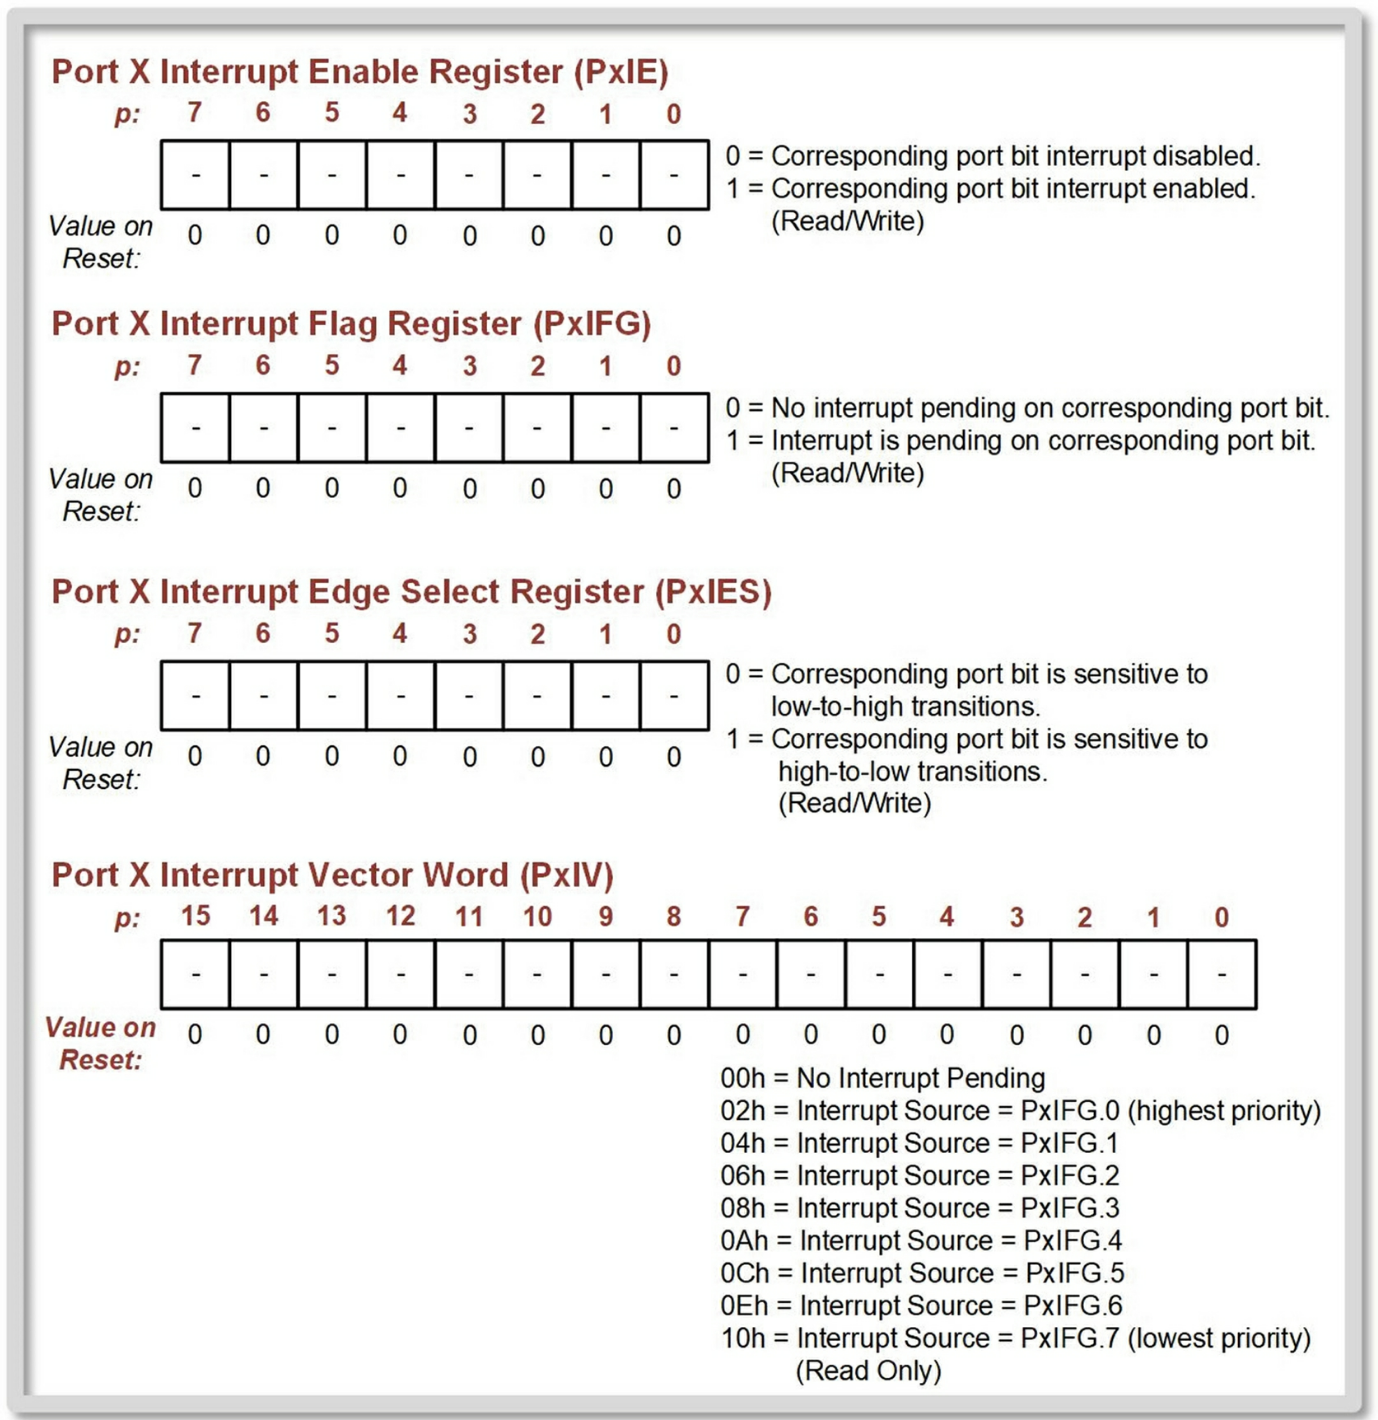 Port X Interrupt Enable Register (PxIE)
p: 7 6 5 4 3 2 1 0
- - - - - - - -
0 = Corresponding port bit interrupt disabled.
1 = Corresponding port bit interrupt enabled.
(Read/Write)
Value on Reset: 0 0 0 0 0 0 0 0
Port X Interrupt Flag Register (PxIFG)
p: 7 6 5 4 3 2 1 0
- - - - - - - -
0 = No interrupt pending on corresponding port bit.
1 = Interrupt is pending on corresponding port bit.
(Read/Write)
Value on Reset: 0 0 0 0 0 0 0 0
Port X Interrupt Edge Select Register (PxIES)
p: 7 6 5 4 3 2 1 0
- - - - - - - -
0 = Corresponding port bit is sensitive to
low-to-high transitions.
1 = Corresponding port bit is sensitive to
high-to-low transitions.
(Read/Write)
Value on Reset: 0 0 0 0 0 0 0 0
Port X Interrupt Vector Word (PxIV)
p: 15 14 13 12 11 10 9 8 7 6 5 4 3 2 1 0
- - - - - - - - - - - - - - - -
Value on Reset: 0 0 0 0 0 0 0 0 0 0 0 0 0 0 0 0
00h = No Interrupt Pending
02h = Interrupt Source = PxIFG.0 (highest priority)
04h = Interrupt Source = PxIFG.1
06h = Interrupt Source = PxIFG.2
08h = Interrupt Source = PxIFG.3
0Ah = Interrupt Source = PxIFG.4
0Ch = Interrupt Source = PxIFG.5
0Eh = Interrupt Source = PxIFG.6
10h = Interrupt Source = PxIFG.7 (lowest priority)
(Read Only)